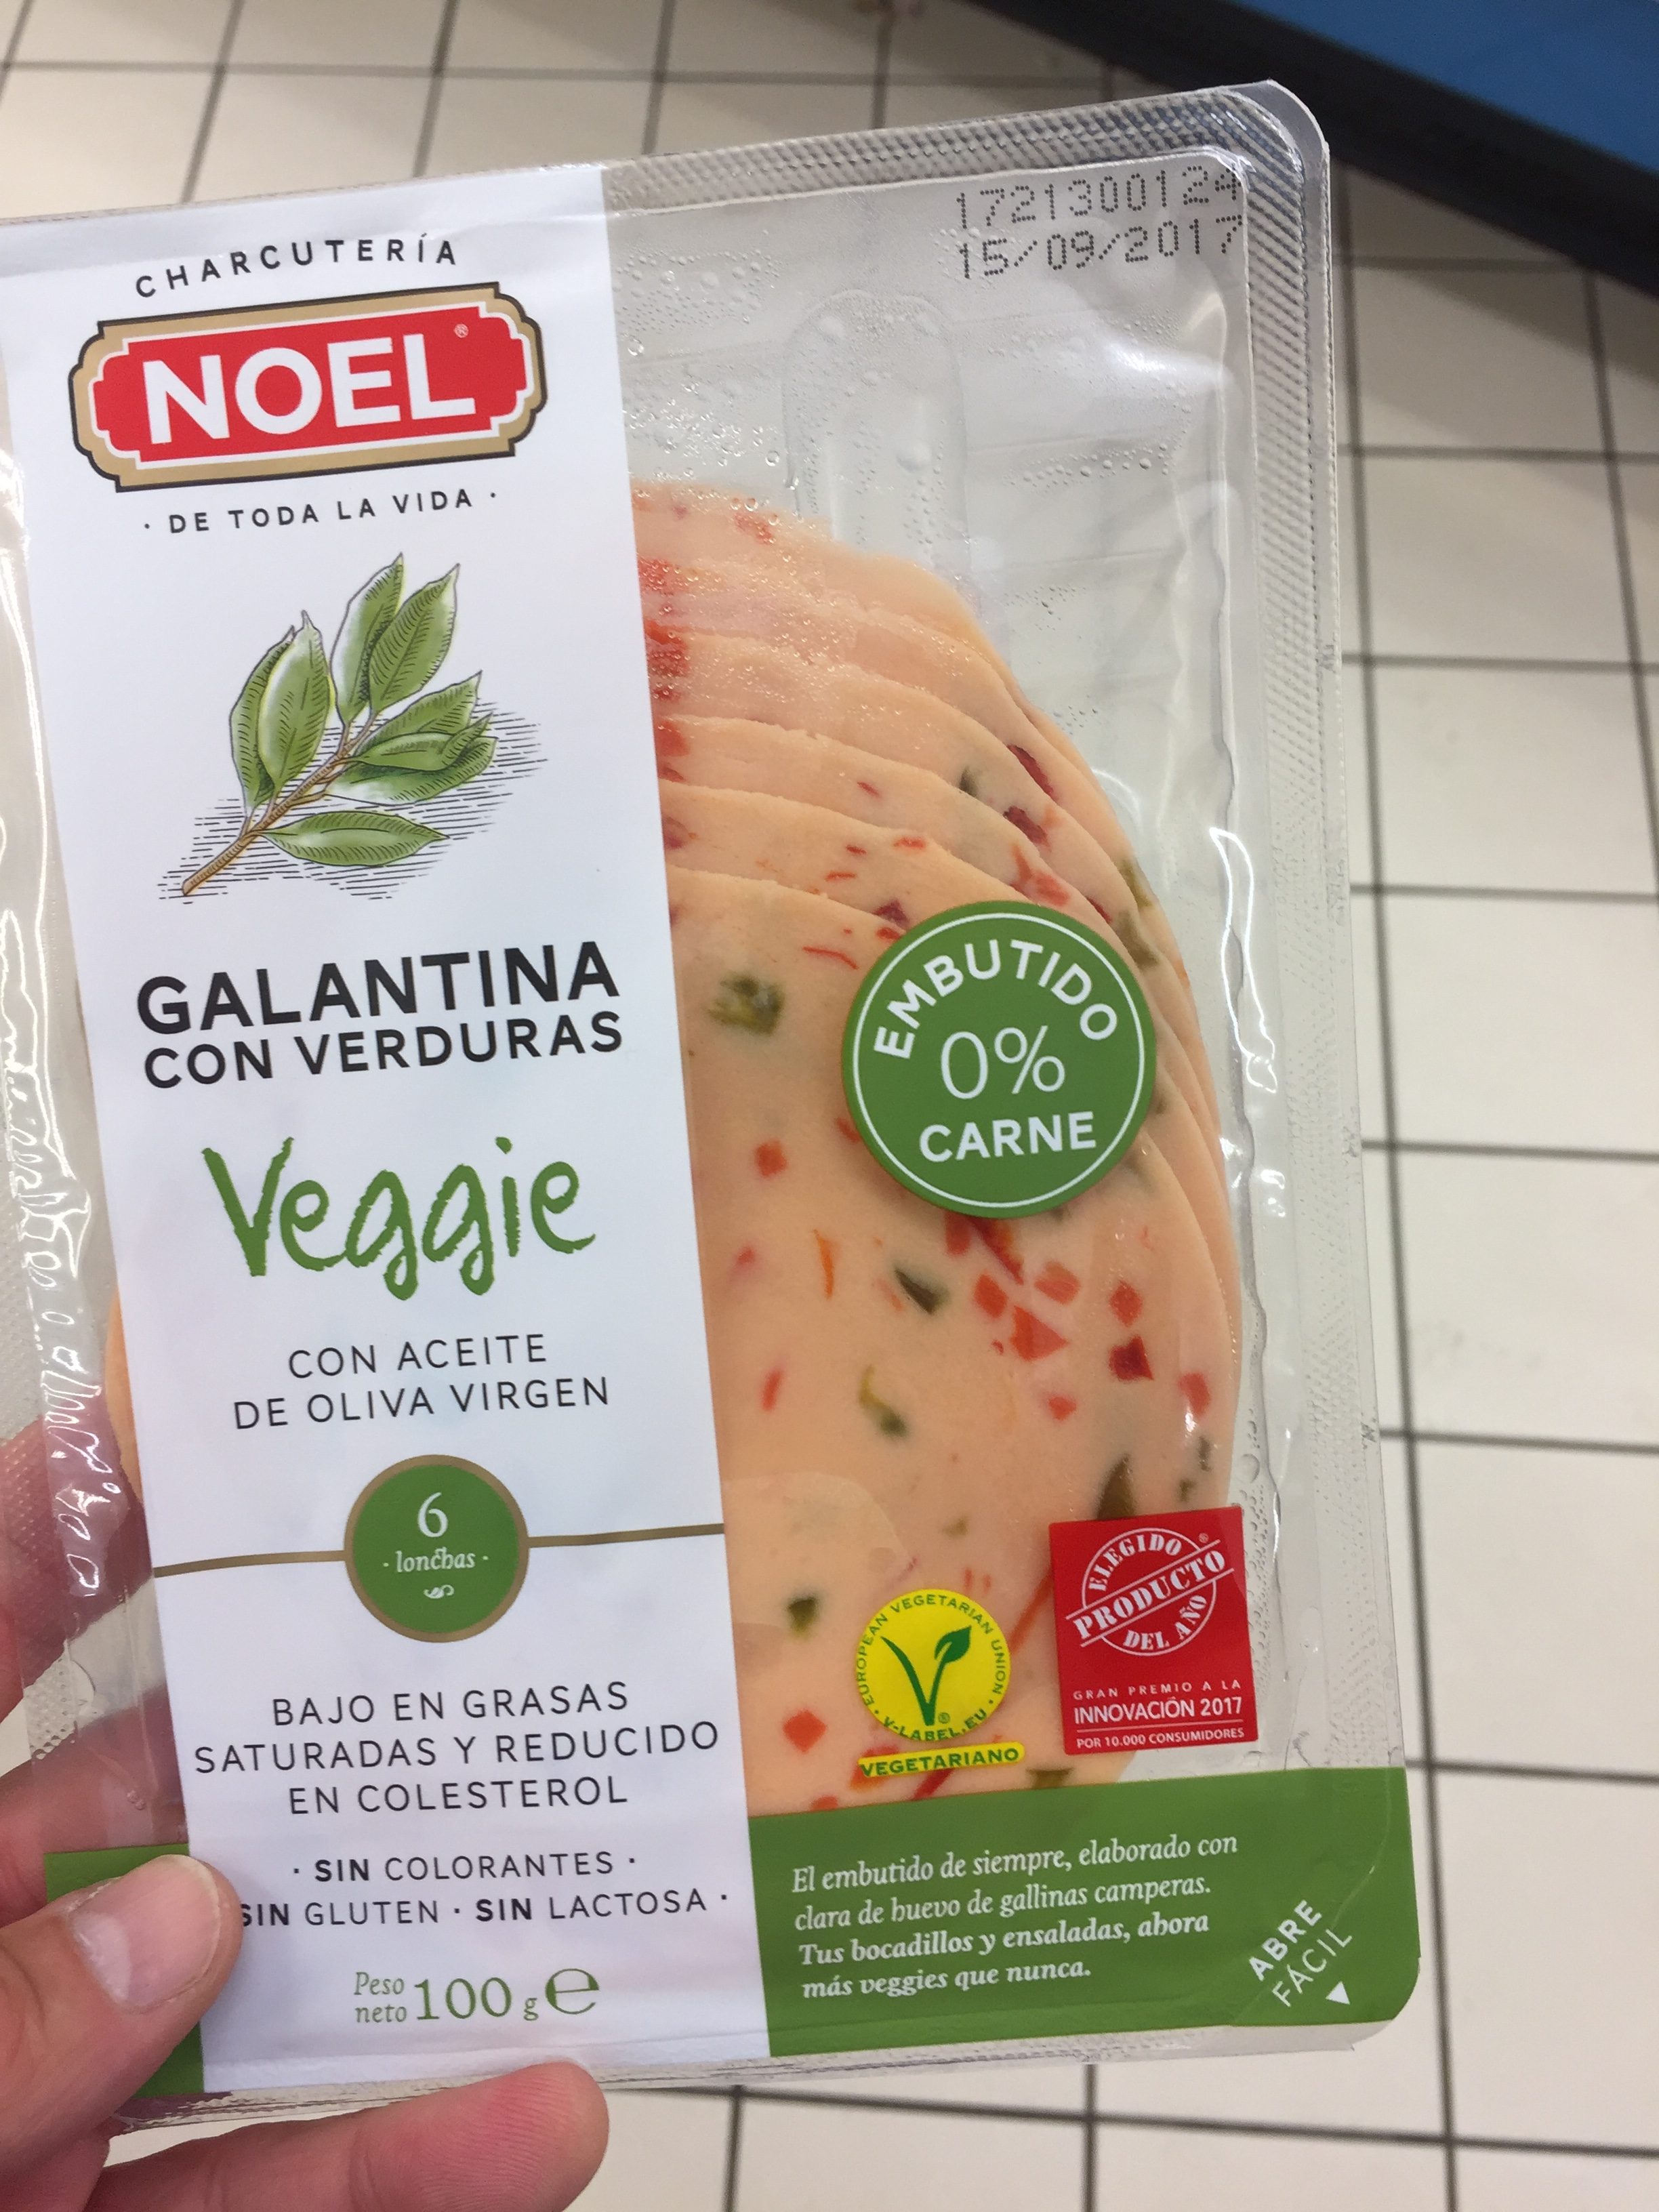 1721300124
15/09/2017
CHARCUTERÍA
NOEL®
· DE TODA LA VIDA ·
GALANTINA
CON VERDURAS
Veggie
CON ACEITE
DE OLIVA VIRGEN
6
· lonchas ·
BAJO EN GRASAS
SATURADAS Y REDUCIDO
EN COLESTEROL
· SIN COLORANTES ·
SIN GLUTEN · SIN LACTOSA ·
Peso
neto 100 g e
EMBUTIDO
0%
CARNE
EUROPEAN VEGETARIAN UNION
· V-LABEL.EU ·
®
VEGETARIANO
ELEGIDO ®
PRODUCTO
DEL AÑO
GRAN PREMIO A LA
INNOVACIÓN 2017
POR 10.000 CONSUMIDORES
El embutido de siempre, elaborado con
clara de huevo de gallinas camperas.
Tus bocadillos y ensaladas, ahora
más veggies que nunca.
ABRE
FÁCIL